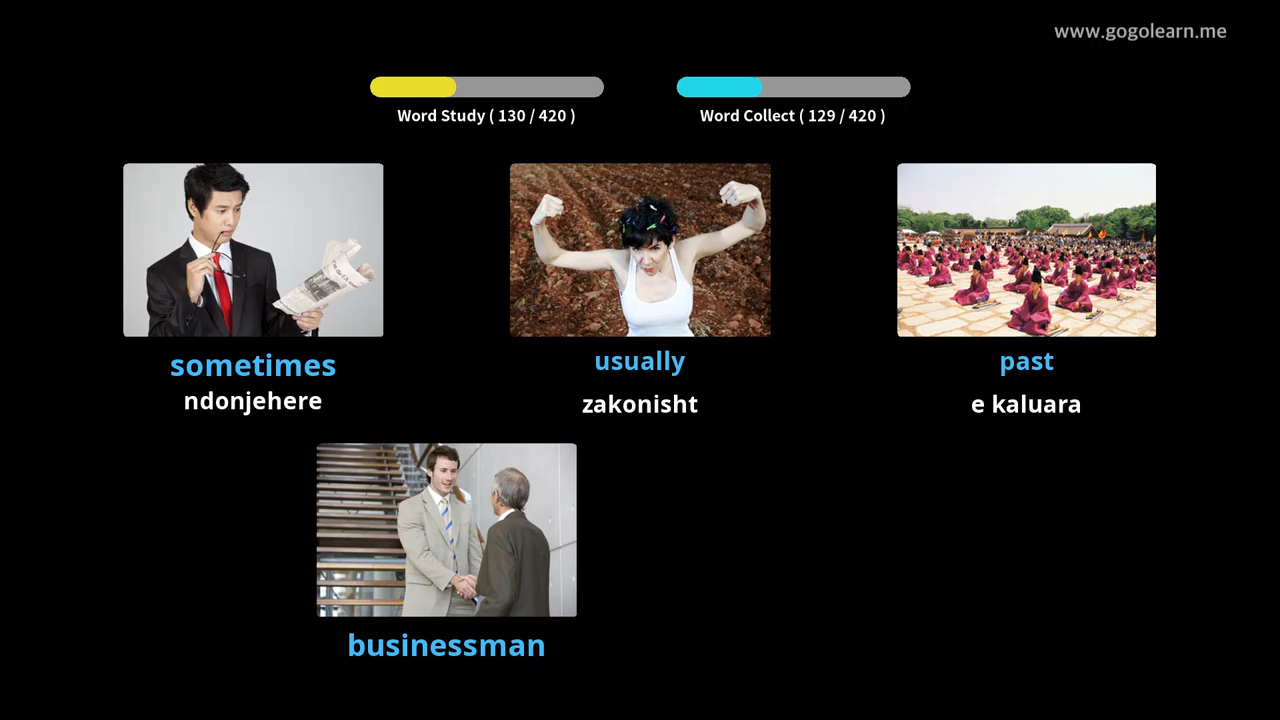 www.gogolearn.me
Word Study ( 130 / 420 )
Word Collect ( 129 / 420 )
sometimes
ndonjehere
usually
zakonisht
past
e kaluara
businessman